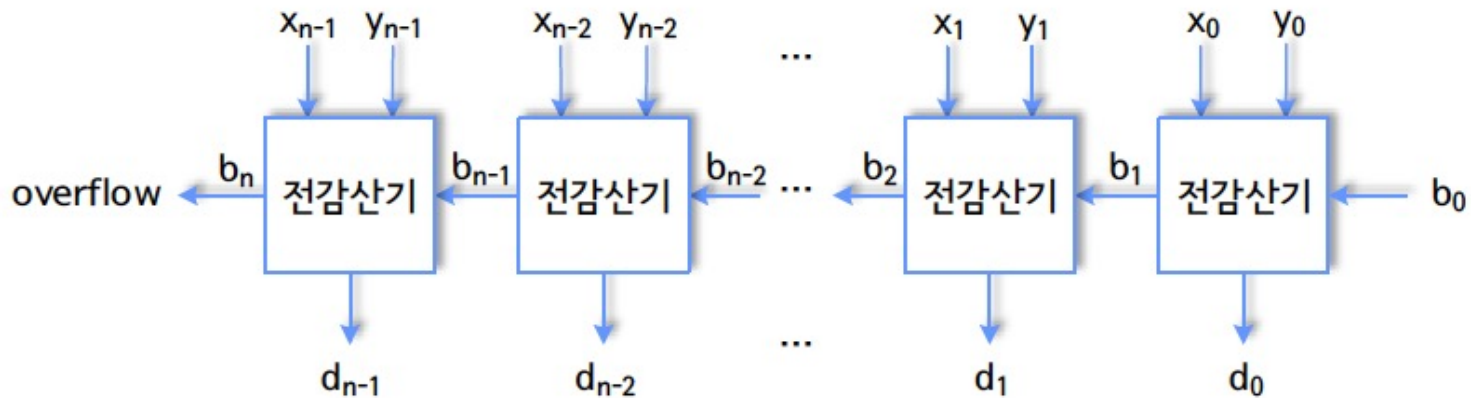 xₙ₋₁ yₙ₋₁ xₙ₋₂ yₙ₋₂ ... x₁ y₁ x₀ y₀
overflow bₙ 전감산기 bₙ₋₁ 전감산기 bₙ₋₂ ... b₂ 전감산기 b₁ 전감산기 b₀
dₙ₋₁ dₙ₋₂ ... d₁ d₀